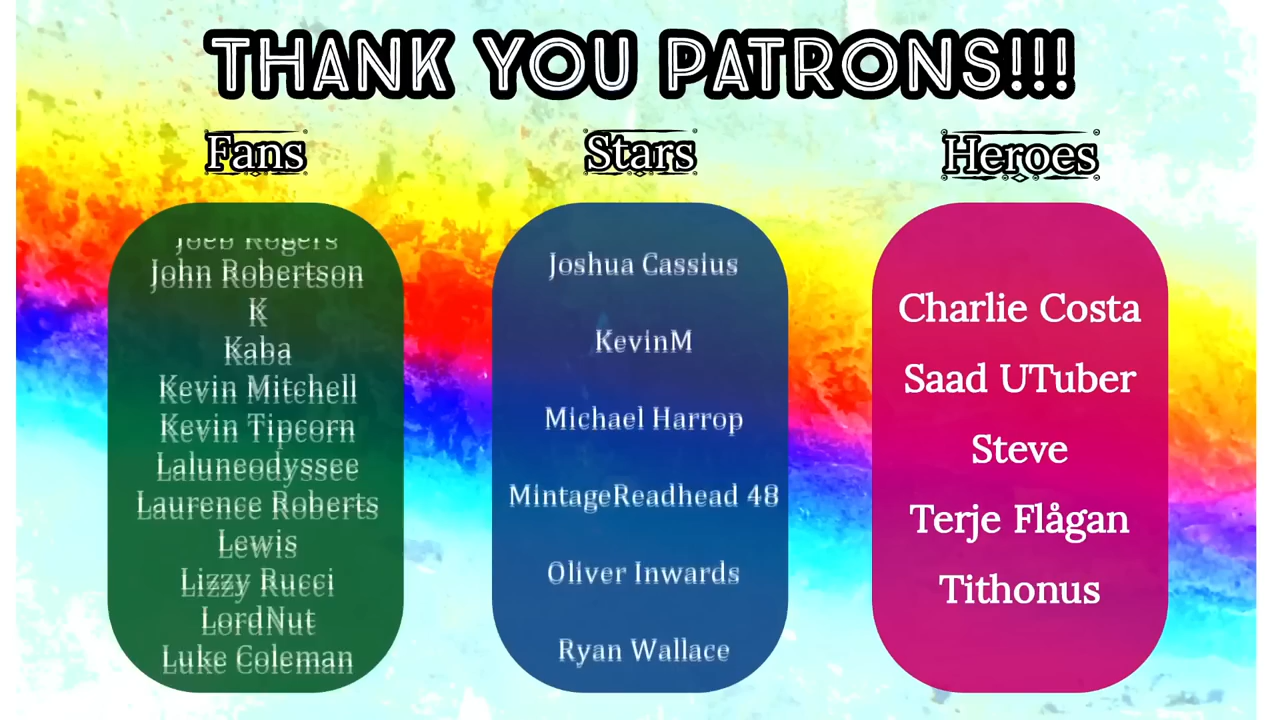 THANK YOU PATRONS!!!
Fans
Stars
Heroes
Rogers
John Robertson
K
Kaba
Kevin Mitchell
Kevin Tipcorn
Laluneodyssee
Laurence Roberts
Lewis
Lizzy Rucci
LordNut
Luke Coleman
Joshua Cassius
KevinM
Michael Harrop
MintageReadhead 48
Oliver Inwards
Ryan Wallace
Charlie Costa
Saad UTuber
Steve
Terje Flågan
Tithonus